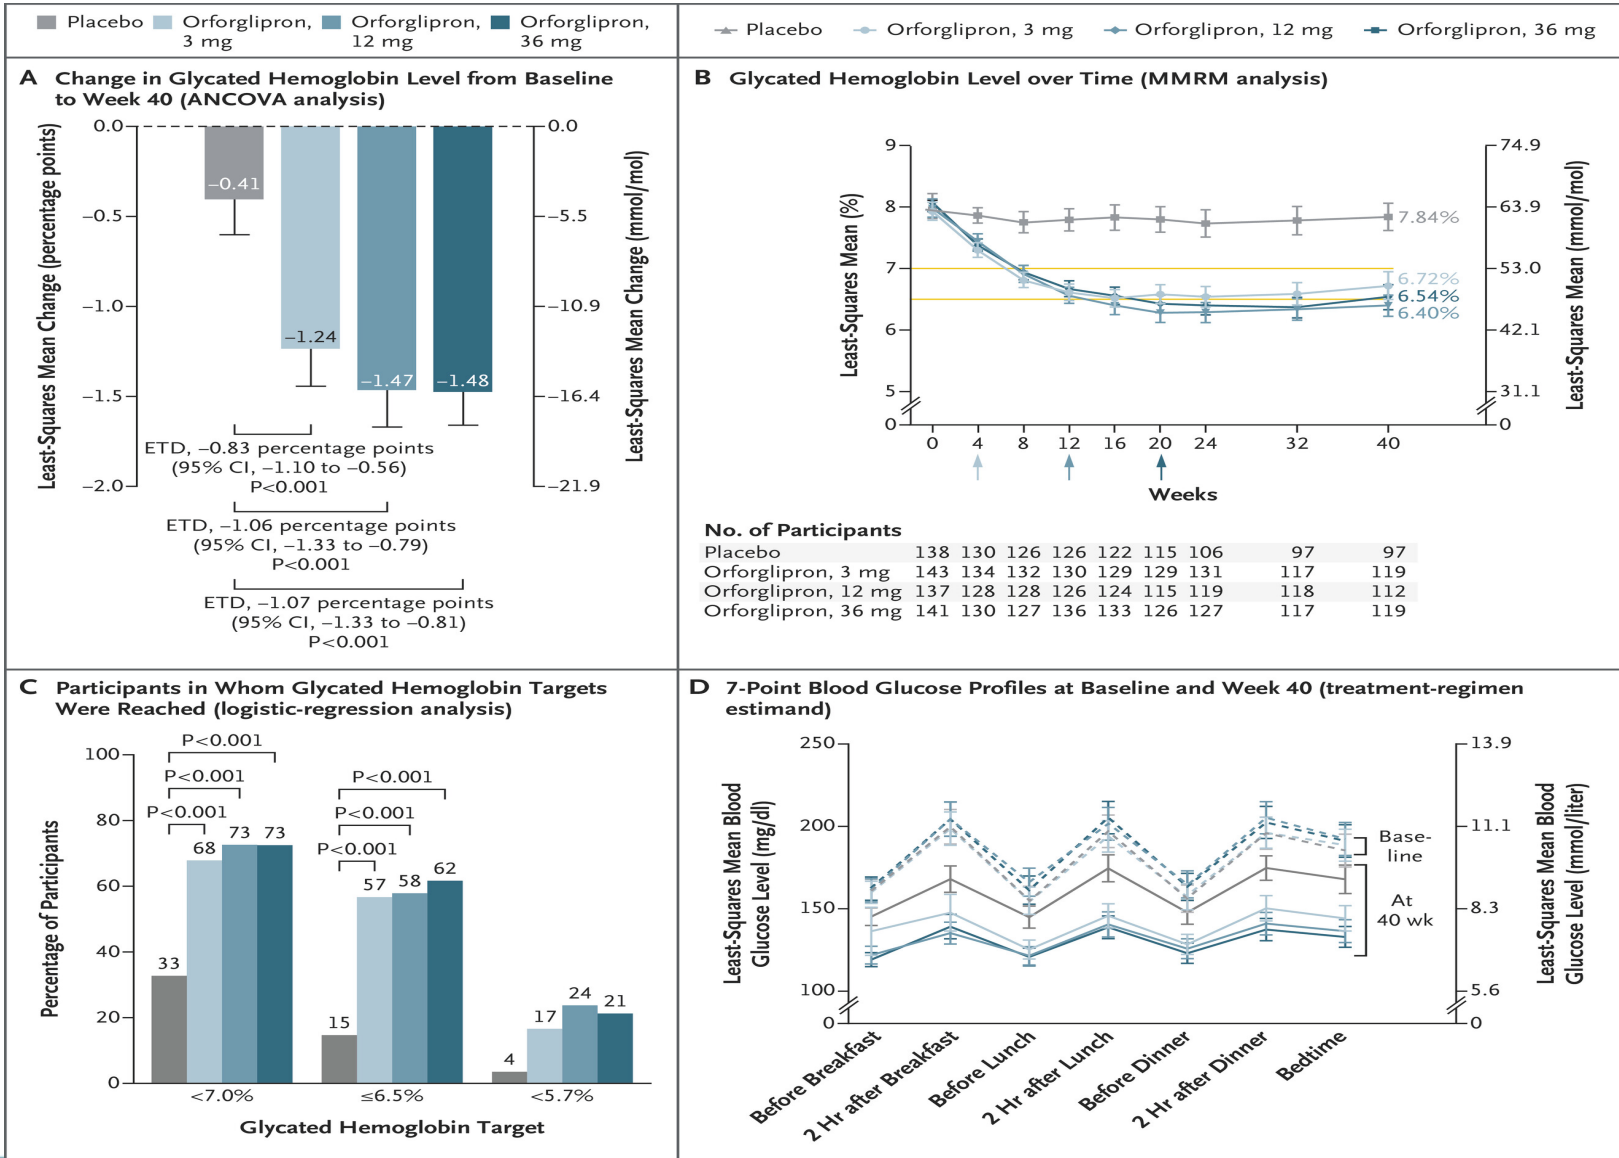 Placebo
Orforglipron, 3 mg
Orforglipron, 12 mg
Orforglipron, 36 mg
Placebo
Orforglipron, 3 mg
Orforglipron, 12 mg
Orforglipron, 36 mg
A Change in Glycated Hemoglobin Level from Baseline
to Week 40 (ANCOVA analysis)
Least-Squares Mean Change (percentage points)
0.0
−0.5
−1.0
−1.5
−2.0
−0.41
−1.24
−1.47
−1.48
0.0
−5.5
−10.9
−16.4
−21.9
Least-Squares Mean Change (mmol/mol)
ETD, −0.83 percentage points
(95% CI, −1.10 to −0.56)
P<0.001
ETD, −1.06 percentage points
(95% CI, −1.33 to −0.79)
P<0.001
ETD, −1.07 percentage points
(95% CI, −1.33 to −0.81)
P<0.001
B Glycated Hemoglobin Level over Time (MMRM analysis)
Least-Squares Mean (%)
9
8
7
6
5
0
7.84%
6.72%
6.54%
6.40%
74.9
63.9
53.0
42.1
31.1
0
Least-Squares Mean (mmol/mol)
0 4 8 12 16 20 24 32 40
Weeks
No. of Participants
Placebo 138 130 126 126 122 115 106 97 97
Orforglipron, 3 mg 143 134 132 130 129 129 131 117 119
Orforglipron, 12 mg 137 128 128 126 124 115 119 118 112
Orforglipron, 36 mg 141 130 127 136 133 126 127 117 119
C Participants in Whom Glycated Hemoglobin Targets
Were Reached (logistic-regression analysis)
Percentage of Participants
100
80
60
40
20
0
P<0.001
P<0.001
P<0.001
33
68
73
73
P<0.001
P<0.001
P<0.001
15
57
58
62
4
17
24
21
<7.0% ≤6.5% <5.7%
Glycated Hemoglobin Target
D 7-Point Blood Glucose Profiles at Baseline and Week 40 (treatment-regimen
estimand)
Least-Squares Mean Blood
Glucose Level (mg/dl)
250
200
150
100
0
Base-
line
At
40 wk
13.9
11.1
8.3
5.6
0
Least-Squares Mean Blood
Glucose Level (mmol/liter)
Before Breakfast
2 Hr after Breakfast
Before Lunch
2 Hr after Lunch
Before Dinner
2 Hr after Dinner
Bedtime